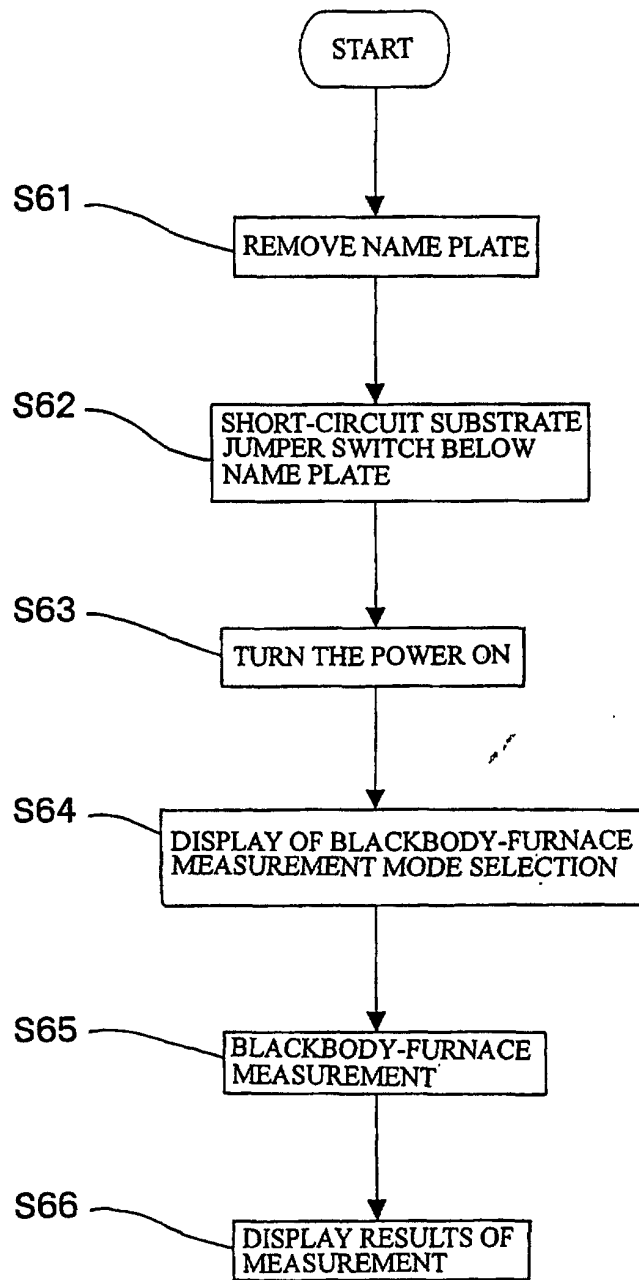 START
S61
REMOVE NAME PLATE
S62
SHORT-CIRCUIT SUBSTRATE
JUMPER SWITCH BELOW
NAME PLATE
S63
TURN THE POWER ON
S64
DISPLAY OF BLACKBODY-FURNACE
MEASUREMENT MODE SELECTION
S65
BLACKBODY-FURNACE
MEASUREMENT
S66
DISPLAY RESULTS OF
MEASUREMENT